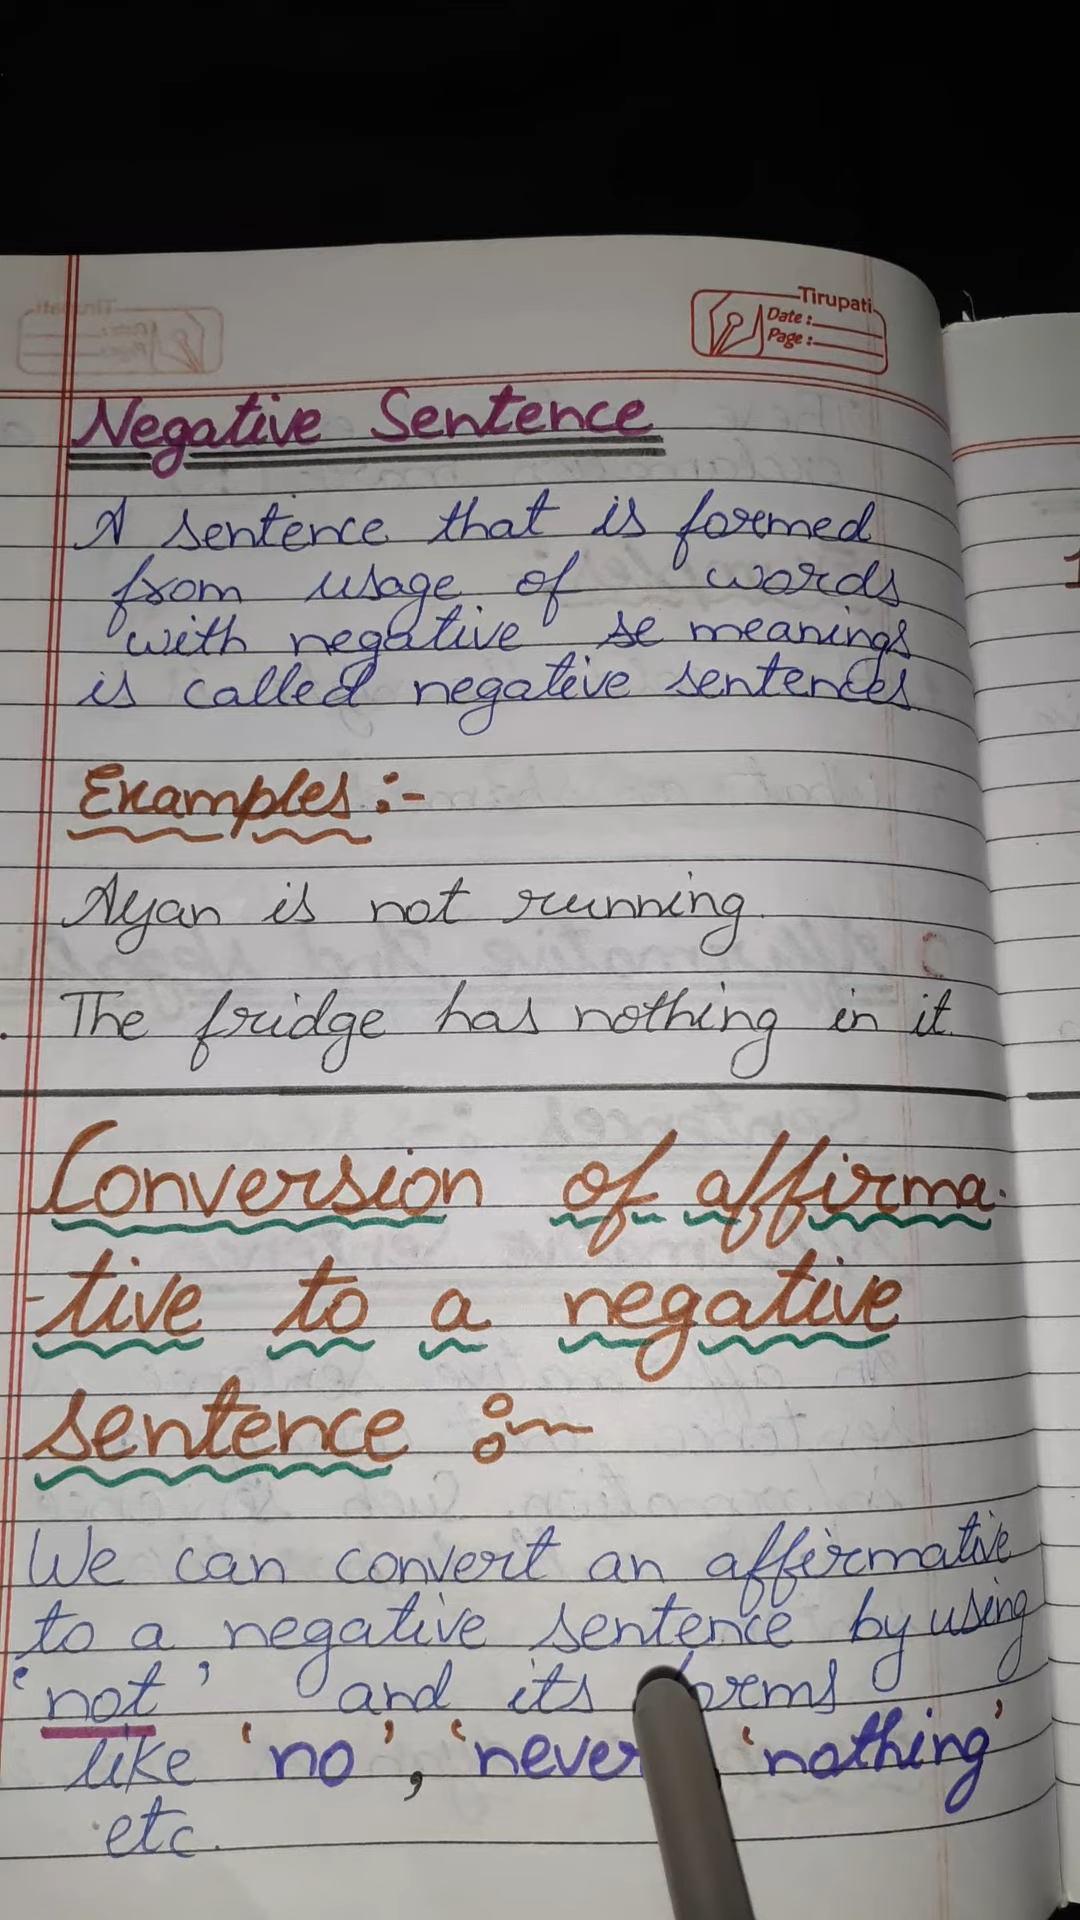 Tirupati
Date :
Page :
Negative Sentence
A sentence that is formed
from usage of words
with negative se meanings
is called negative sentences
Examples :-
Ayan is not running.
. The fridge has nothing in it.
Conversion of affirma-
-tive to a negative
sentence :-
We can convert an affirmative
to a negative sentence by using
'not' and its forms
like 'no', 'never 'nothing'
etc.